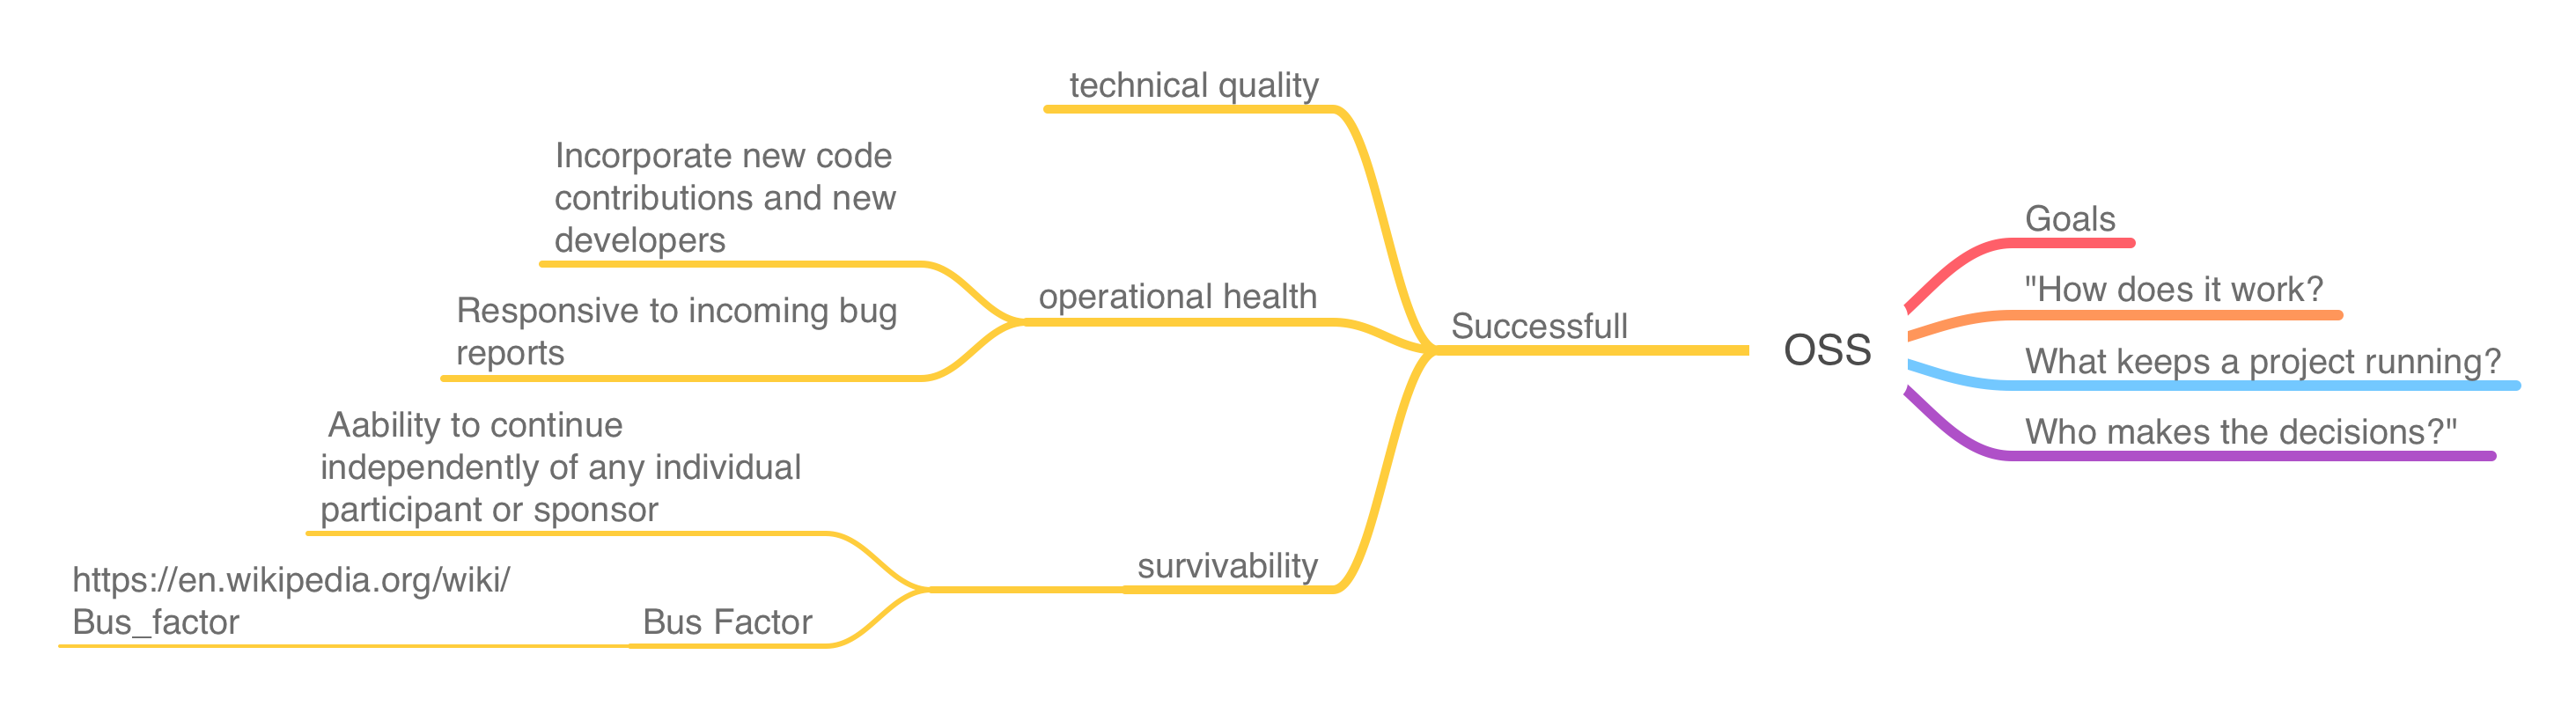 technical quality
Incorporate new code
contributions and new
developers
operational health
Responsive to incoming bug
reports
Aability to continue
independently of any individual
participant or sponsor
survivability
https://en.wikipedia.org/wiki/
Bus_factor
Bus Factor
Successfull
OSS
Goals
"How does it work?
What keeps a project running?
Who makes the decisions?"